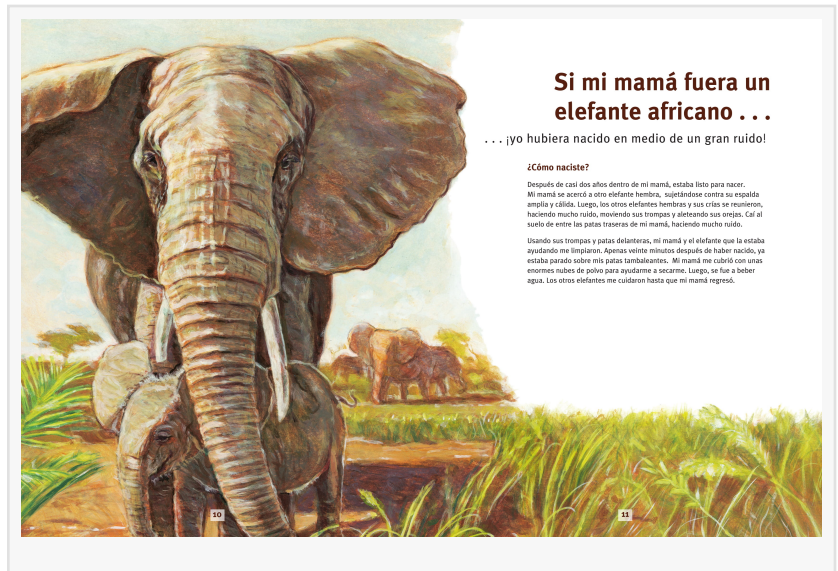 Si mi mamá fuera un
elefante africano . . .
. . . ¡yo hubiera nacido en medio de un gran ruido!
¿Cómo naciste?
Después de casi dos años dentro de mi mamá, estaba listo para nacer.
Mi mamá se acercó a otro elefante hembra, sujetándose contra su espalda
amplia y cálida. Luego, los otros elefantes hembras y sus crías se reunieron,
haciendo mucho ruido, moviendo sus trompas y aleteando sus orejas. Caí al
suelo de entre las patas traseras de mi mamá, haciendo mucho ruido.
Usando sus trompas y patas delanteras, mi mamá y el elefante que la estaba
ayudando me limpiaron. Apenas veinte minutos después de haber nacido, ya
estaba parado sobre mis patas tambaleantes. Mi mamá me cubrió con unas
enormes nubes de polvo para ayudarme a secarme. Luego, se fue a beber
agua. Los otros elefantes me cuidaron hasta que mi mamá regresó.
10
11